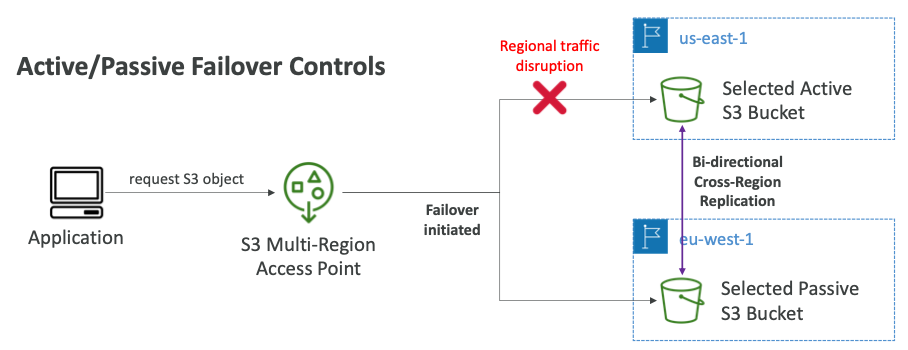 Active/Passive Failover Controls
Regional traffic
disruption
us-east-1
Selected Active
S3 Bucket
request S3 object
Application
S3 Multi-Region
Access Point
Failover
initiated
Bi-directional
Cross-Region
Replication
eu-west-1
Selected Passive
S3 Bucket